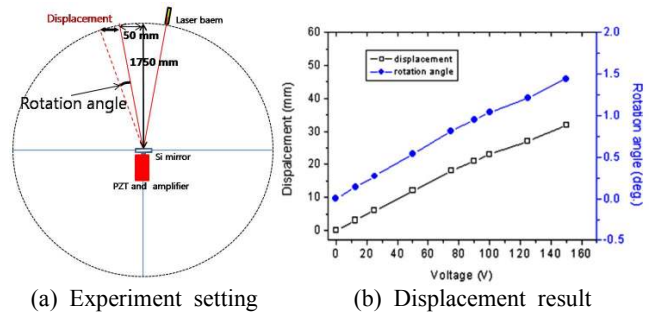 Displacement
Laser baem
50 mm
1750 mm
Rotation angle
Si mirror
PZT and amplifier
(a) Experiment setting
60
50
40
30
20
10
0
Dispalcement (mm)
displacement
rotation angle
2.0
1.5
1.0
0.5
0.0
-0.5
Rotation angle (deg.)
0 20 40 60 80 100 120 140 160
Voltage (V)
(b) Displacement result